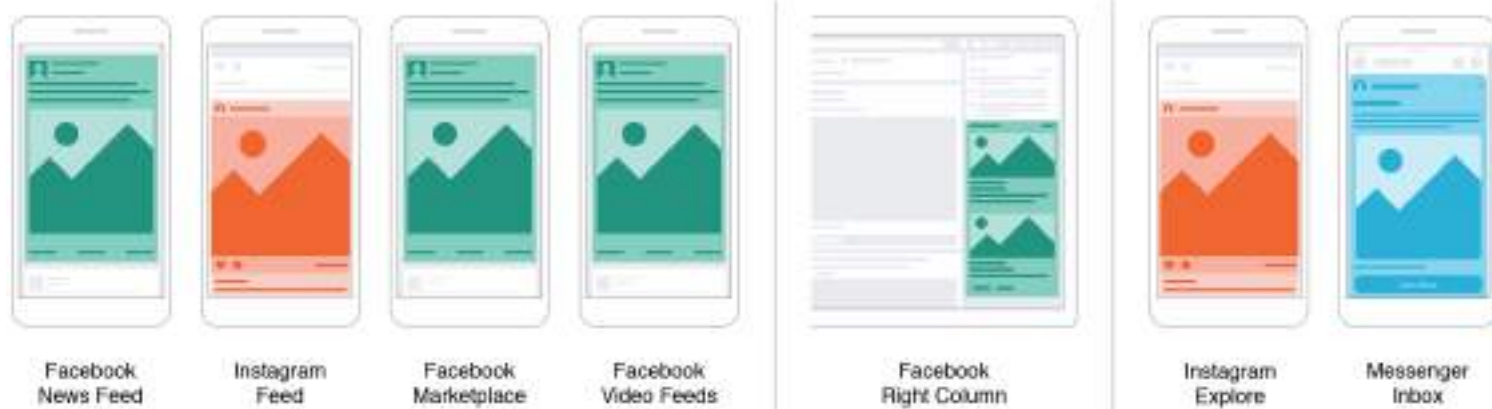 Facebook
News Feed
Instagram
Feed
Facebook
Marketplace
Facebook
Video Feeds
Facebook
Right Column
Instagram
Explore
Messenger
Inbox